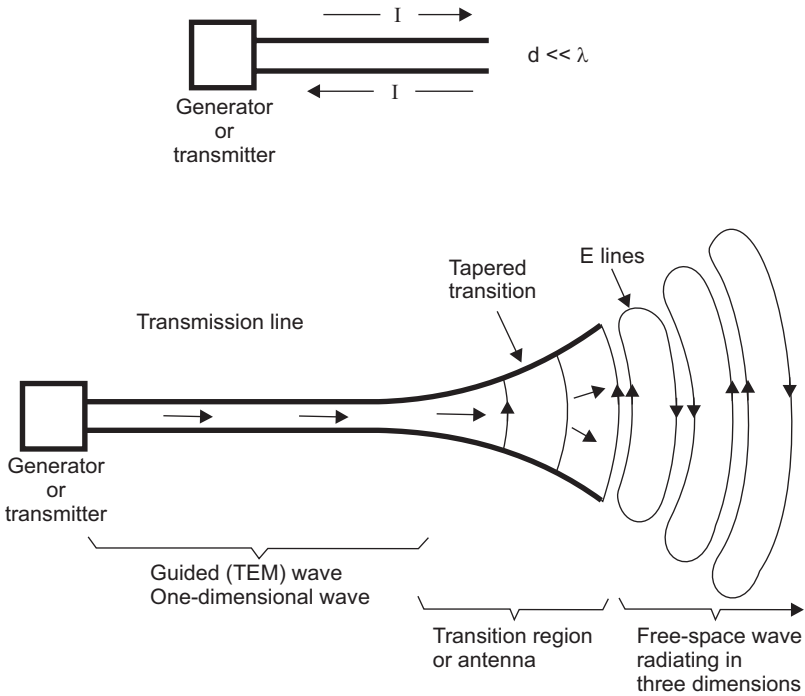 I
d << λ
I
Generator
or
transmitter
E lines
Tapered
transition
Transmission line
Generator
or
transmitter
Guided (TEM) wave
One-dimensional wave
Transition region
or antenna
Free-space wave
radiating in
three dimensions